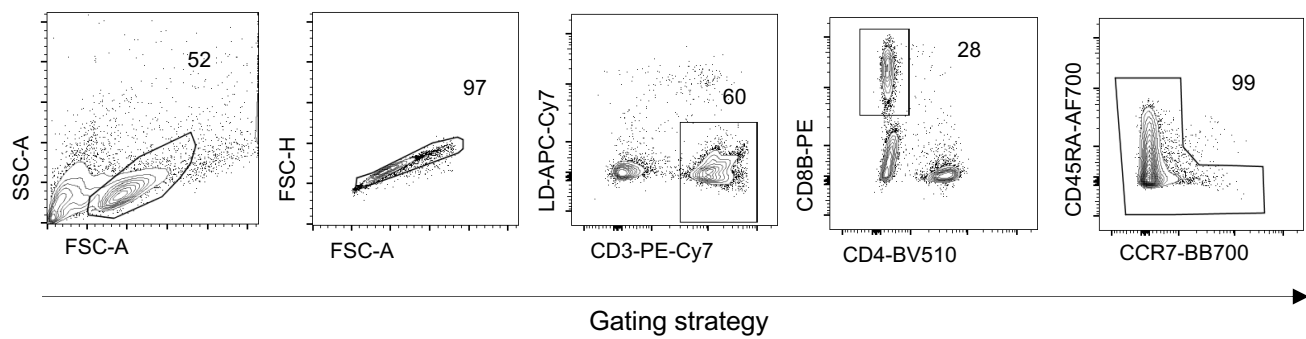 SSC-A
52
FSC-A
FSC-H
97
FSC-A
LD-APC-Cy7
60
CD3-PE-Cy7
CD8B-PE
28
CD4-BV510
CD45RA-AF700
99
CCR7-BB700
Gating strategy